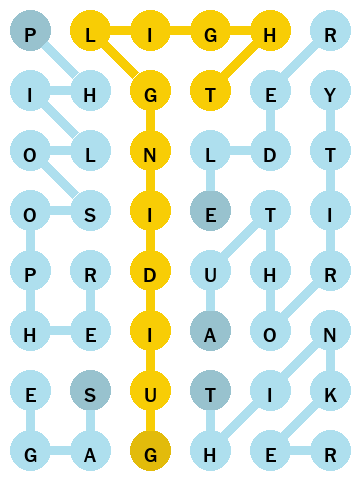 P L I G H R
I H G T E Y
O L N L D T
O S I E T I
P R D U H R
H E I A O N
E S U T I K
G A G H E R